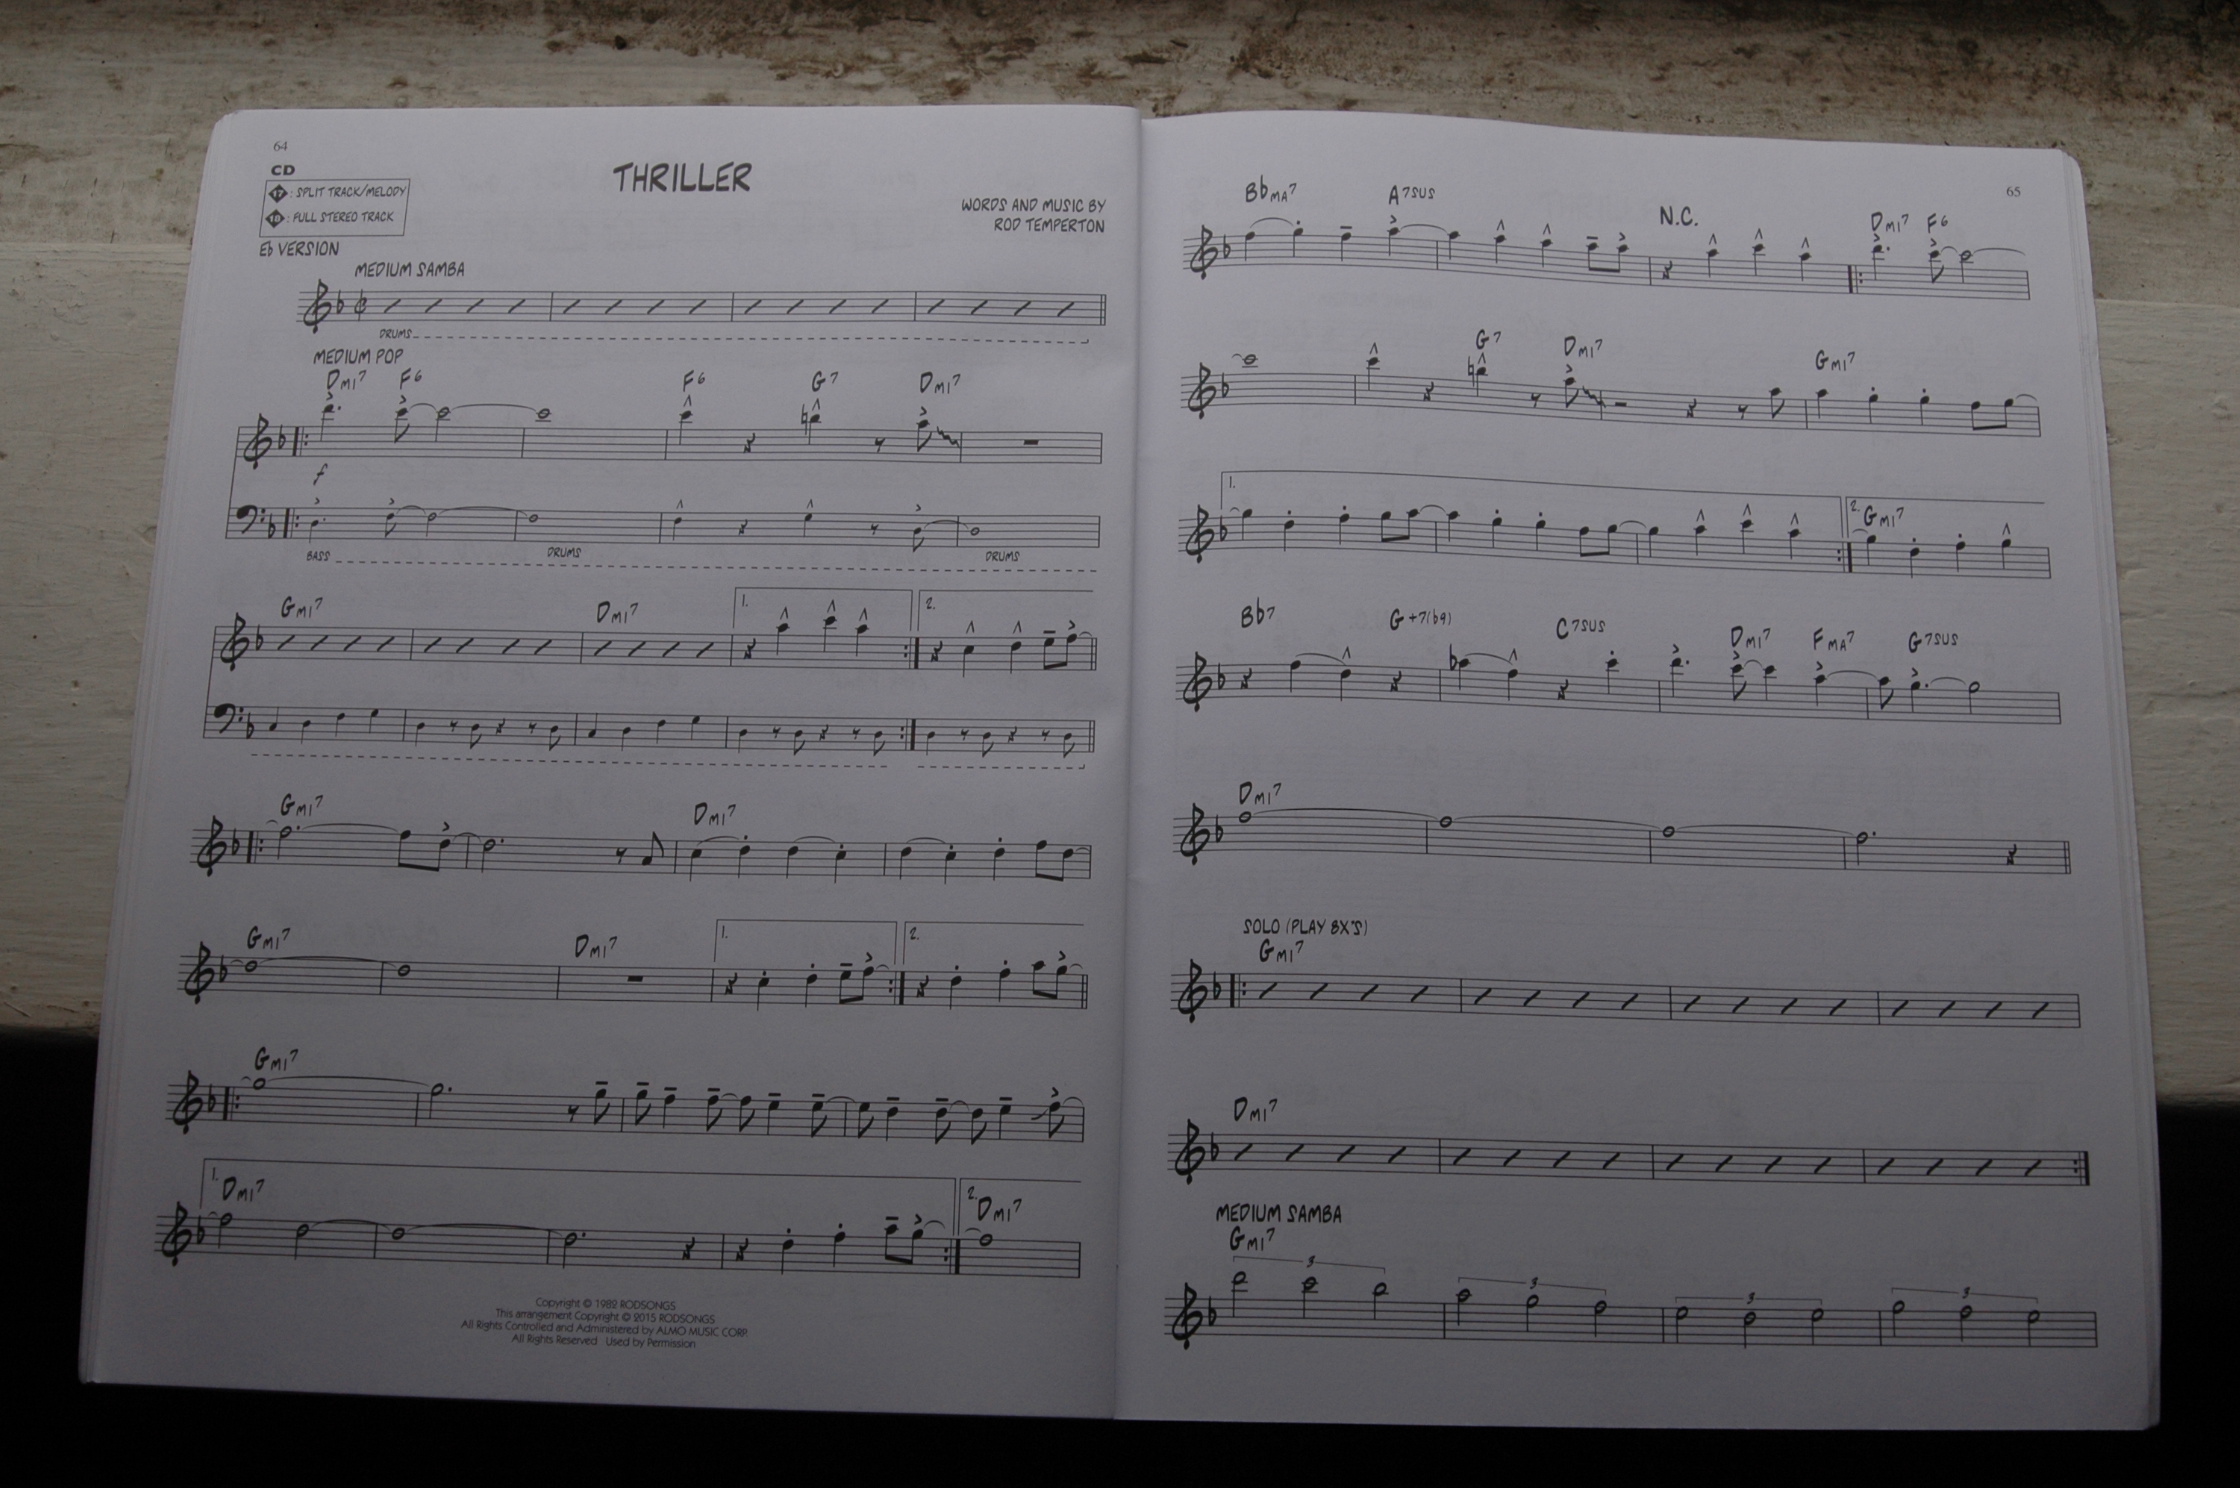 64
CD
17 : SPLIT TRACK/MELODY
18 : FULL STEREO TRACK
THRILLER
WORDS AND MUSIC BY
ROD TEMPERTON
Eb VERSION
MEDIUM SAMBA
DRUMS
MEDIUM POP
DMI7 F6 F6 G7 DMI7
f
BASS DRUMS DRUMS
GMI7 DMI7 1. 2.
GMI7 DMI7
GMI7 DMI7 1. 2.
GMI7
1. DMI7 2. DMI7
Copyright © 1982 RODSONGS
This arrangement Copyright © 2015 RODSONGS
All Rights Controlled and Administered by ALMO MUSIC CORP.
All Rights Reserved Used by Permission
65
BbMA7 A7SUS N.C. DMI7 F6
G7 DMI7 GMI7
1. 2. GMI7
Bb7 G+7(b9) C7SUS DMI7 FMA7 G7SUS
DMI7
SOLO (PLAY 8X'S)
GMI7
DMI7
MEDIUM SAMBA
GMI7
3 3 3 3